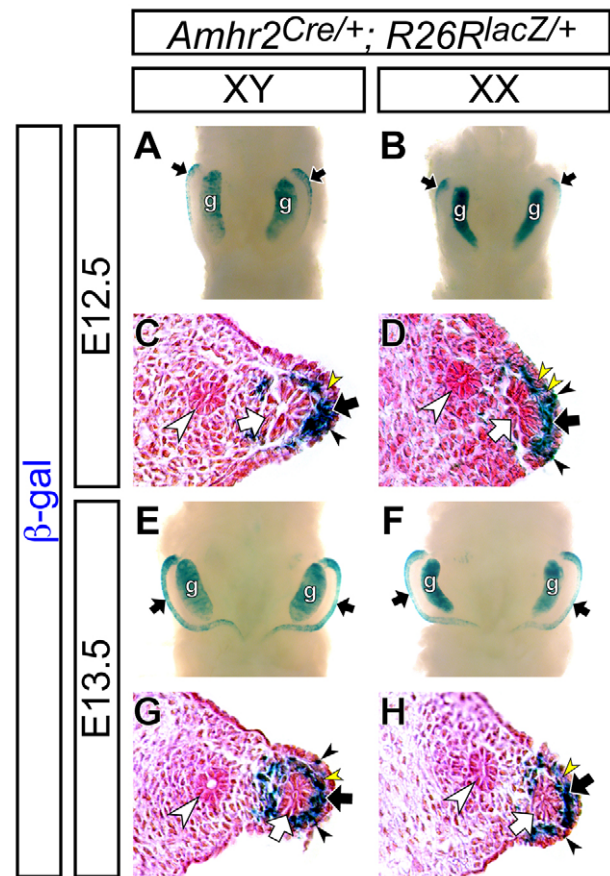 Amhr2Cre/+; R26RlacZ/+
XY
XX
β-gal
E12.5
A
g
g
B
g
g
C
D
E13.5
E
g
g
F
g
g
G
H